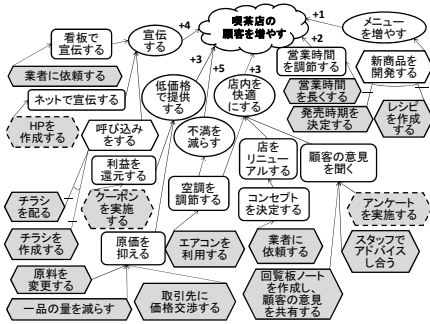 喫茶店の
顧客を増やす
+4
+3
+5
+3
+2
+1
看板で
宣伝する
宣伝
する
メニュー
を増やす
業者に依頼する
ネットで宣伝する
HPを
作成する
呼び込み
をする
低価格
で提供
する
不満を
減らす
店内を
快適
にする
営業時間
を調節する
営業時間
を長くする
発売時期を
決定する
新商品を
開発する
レシピ
を作成
する
利益を
還元する
チラシ
を配る
クーポン
を実施
する
チラシを
作成する
原価を
抑える
空調を
調節する
店を
リニュー
アルする
顧客の意見
を聞く
コンセプト
を決定する
アンケート
を実施する
エアコンを
利用する
業者に
依頼する
スタッフで
アドバイス
し合う
原料を
変更する
一品の量を減らす
取引先に
価格交渉する
回覧板ノート
を作成し、
顧客の意見
を共有する